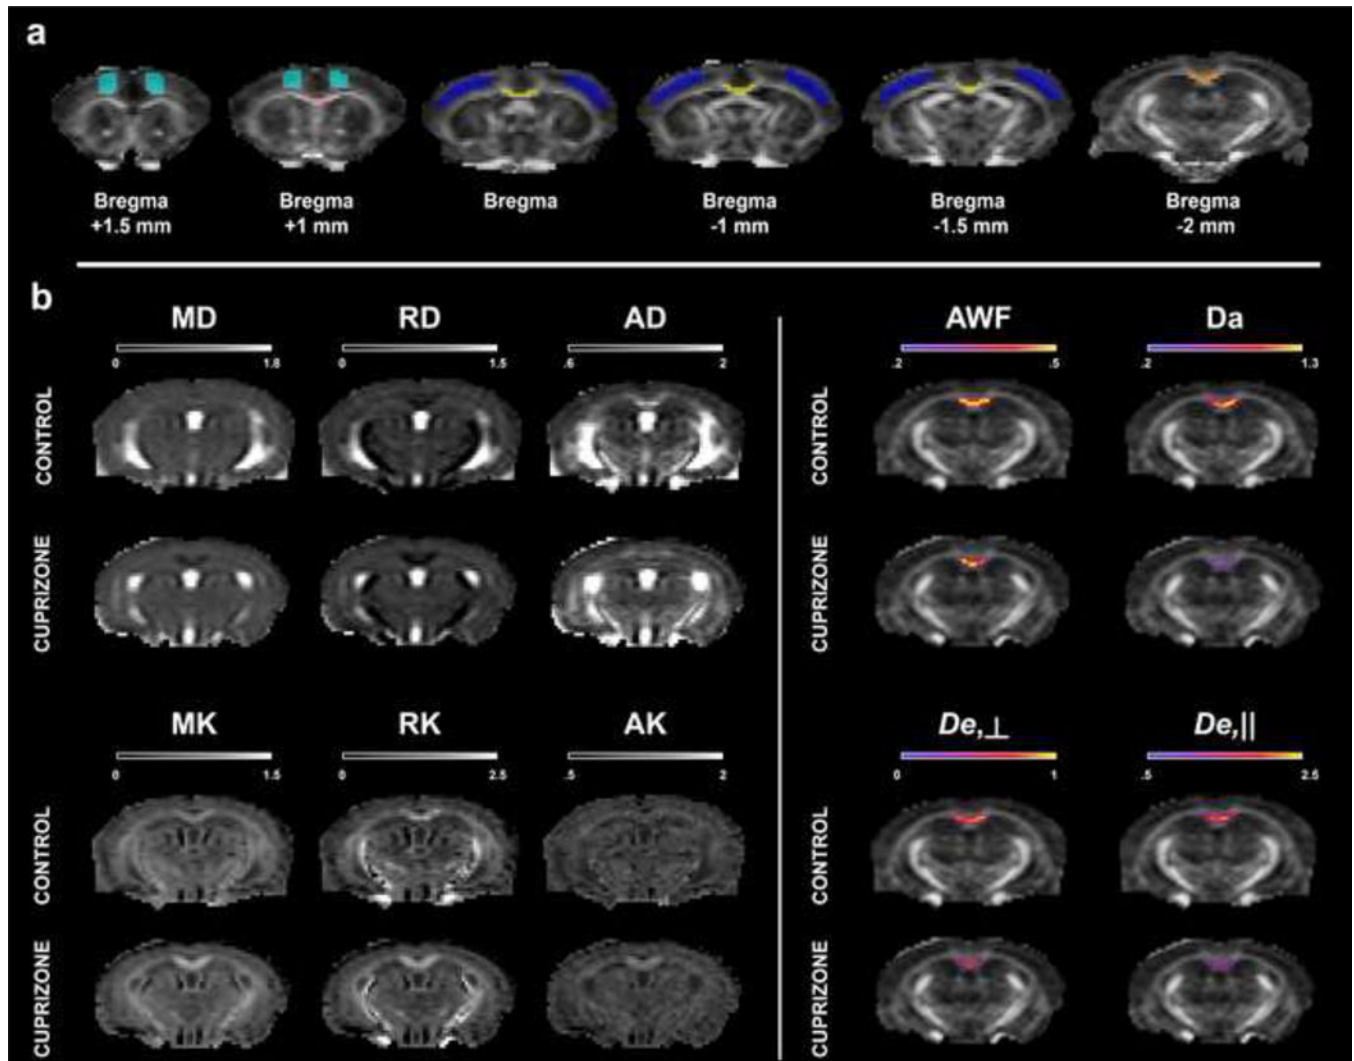 a
Bregma
+1.5 mm
Bregma
+1 mm
Bregma
Bregma
-1 mm
Bregma
-1.5 mm
Bregma
-2 mm
b
MD
RD
AD
AWF
Da
0 1.8
0 1.5
.6 2
.2 .5
.2 1.3
CONTROL
CONTROL
CUPRIZONE
CUPRIZONE
MK
RK
AK
De,⊥
De,||
0 1.5
0 2.5
.5 2
0 1
.5 2.5
CONTROL
CONTROL
CUPRIZONE
CUPRIZONE